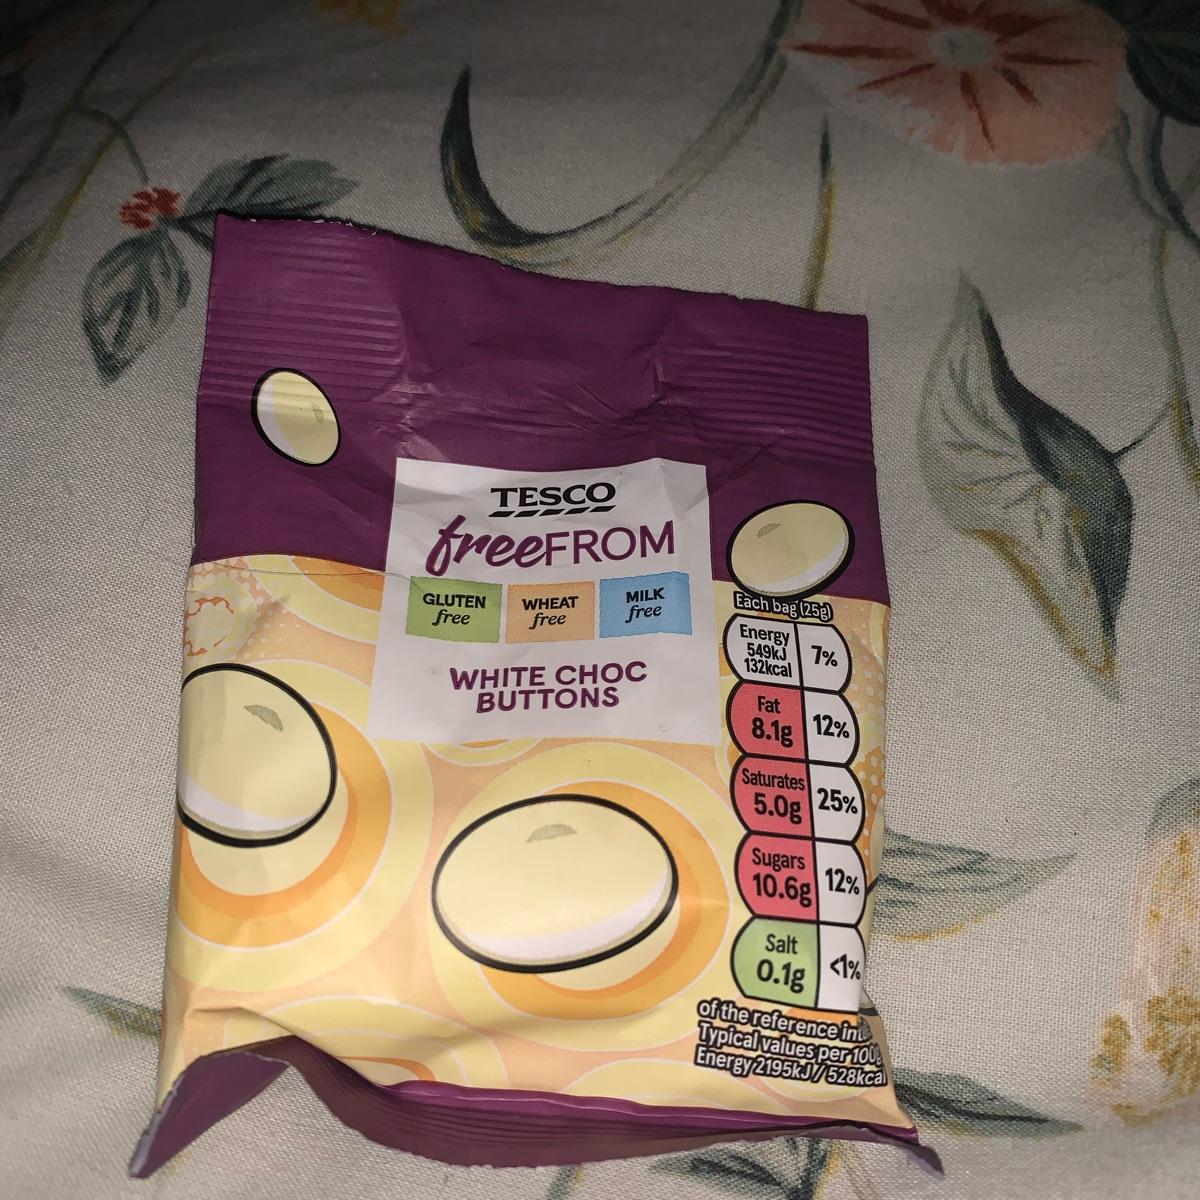 TESCO
freeFROM
GLUTEN
free
WHEAT
free
MILK
free
WHITE CHOC
BUTTONS
Each bag (25g)
Energy
549kJ
132kcal
7%
Fat
8.1g
12%
Saturates
5.0g
25%
Sugars
10.6g
12%
Salt
0.1g
<1%
of the reference
Typical values per 100g
Energy 2195kJ / 528kcal